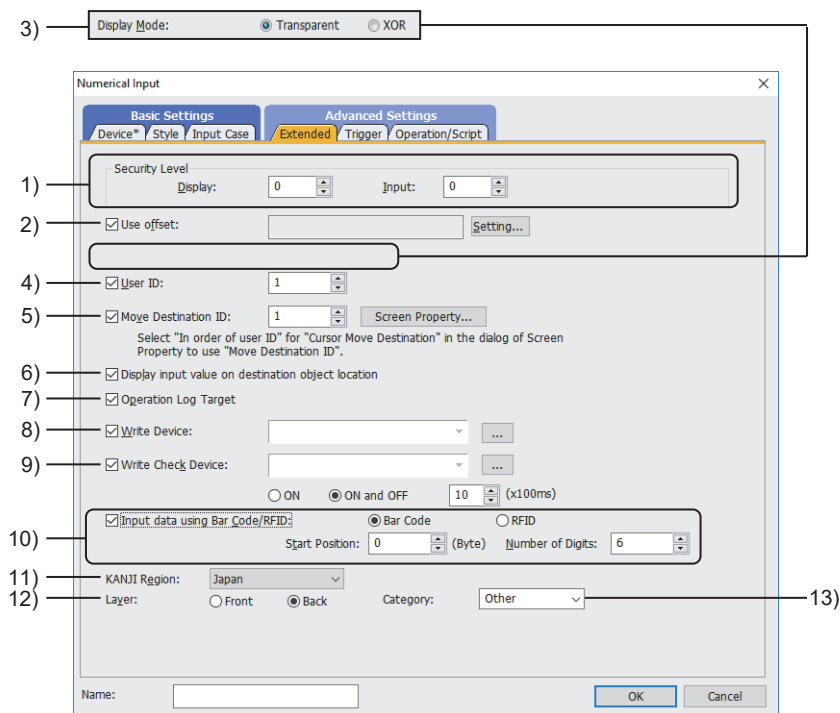 3) Display Mode: Transparent XOR
Numerical Input
Basic Settings Advanced Settings
Device* Style Input Case Extended Trigger Operation/Script
Security Level
1) Display: 0 Input: 0
2) Use offset: Setting...
4) User ID: 1
5) Move Destination ID: 1 Screen Property...
Select "In order of user ID" for "Cursor Move Destination" in the dialog of Screen
Property to use "Move Destination ID".
6) Display input value on destination object location
7) Operation Log Target
8) Write Device: ...
9) Write Check Device: ...
ON ON and OFF 10 (x100ms)
10) Input data using Bar Code/RFID: Bar Code RFID
Start Position: 0 (Byte) Number of Digits: 6
11) KANJI Region: Japan
12) Layer: Front Back Category: Other 13)
Name: OK Cancel